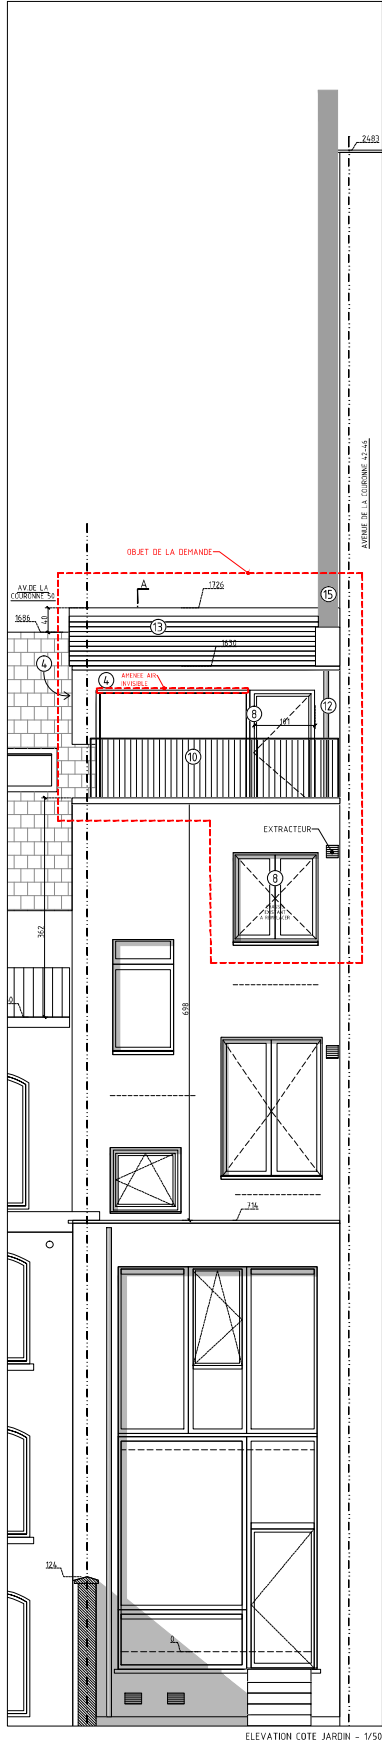 2483
AVENUE DE LA COURONNE 42-46
OBJET DE LA DEMANDE
AV.DE LA
COURONNE 50
A
1726
15
1686
40
13
1630
4
4
AMENEE AIR
INVISIBLE
8
12
101
10
EXTRACTEUR
8
EXISTANT
362
698
714
124
0
ELEVATION COTE JARDIN - 1/50